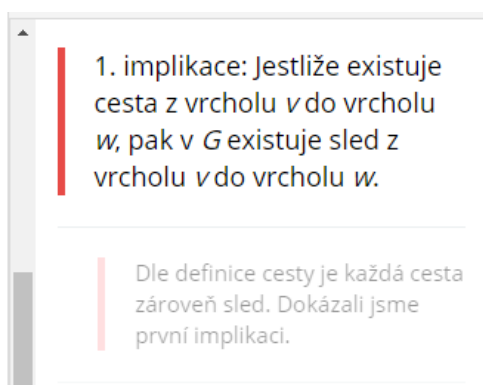 1. implikace: Jestliže existuje
cesta z vrcholu v do vrcholu
w, pak v G existuje sled z
vrcholu v do vrcholu w.
Dle definice cesty je každá cesta
zároveň sled. Dokázali jsme
první implikaci.